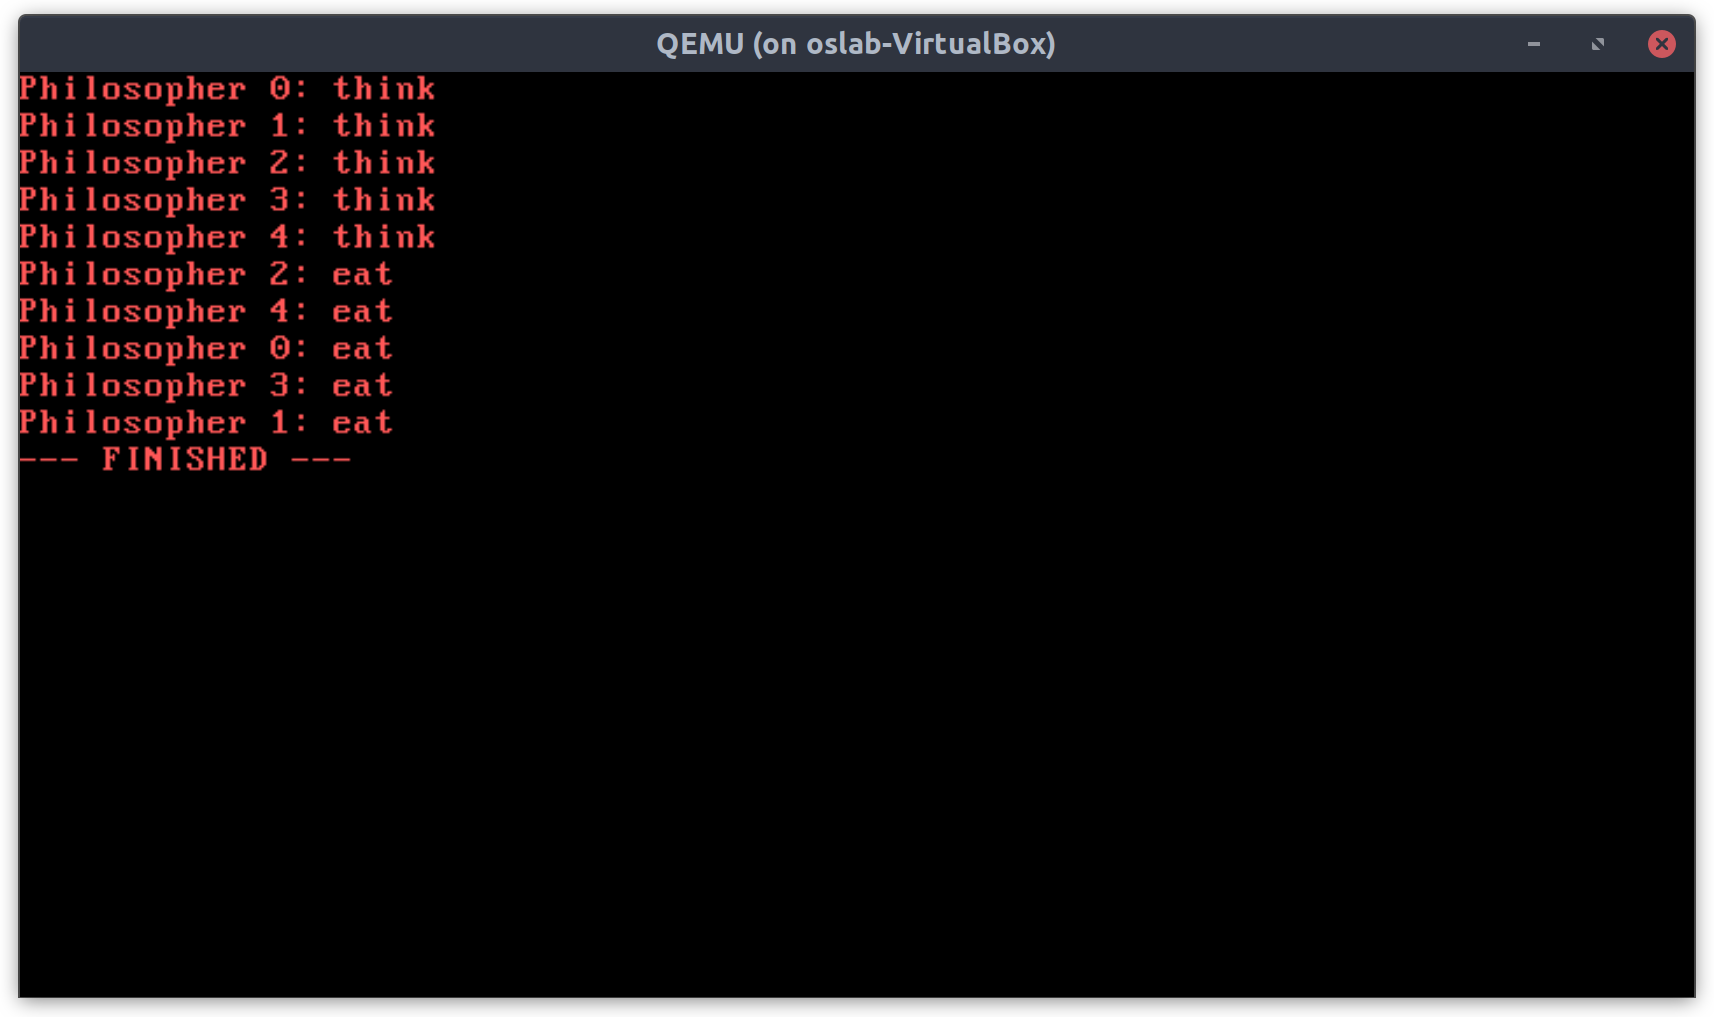 QEMU (on oslab-VirtualBox)
Philosopher 0: think
Philosopher 1: think
Philosopher 2: think
Philosopher 3: think
Philosopher 4: think
Philosopher 2: eat
Philosopher 4: eat
Philosopher 0: eat
Philosopher 3: eat
Philosopher 1: eat
--- FINISHED ---